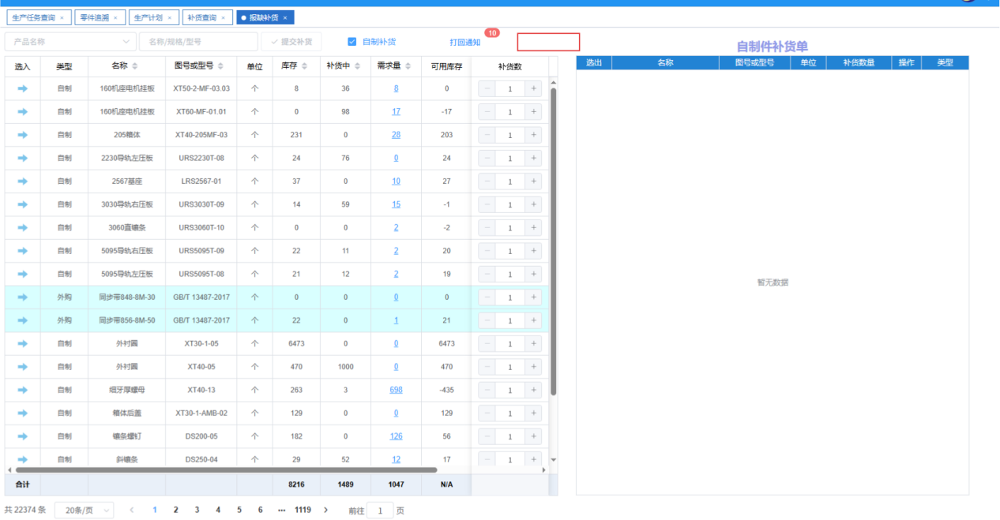 生产任务查询 × 零件追溯 × 生产计划 × 补货查询 × ● 报缺补货 ×
产品名称 名称/规格/型号 提交补货 自制补货 打回通知 10
自制件补货单
选入 类型 名称 图号或型号 单位 库存 补货中 需求量 可用库存 补货数
选出 名称 图号或型号 单位 补货数量 操作 类型
自制 160机座电机挂板 XT50-2-MF-03.03 个 8 36 8 0 − 1 +
自制 160机座电机挂板 XT60-MF-01.01 个 0 98 17 -17 − 1 +
自制 205箱体 XT40-205MF-03 个 231 0 28 203 − 1 +
自制 2230导轨左压板 URS2230T-08 个 24 76 0 24 − 1 +
自制 2567基座 LRS2567-01 个 37 0 10 27 − 1 +
自制 3030导轨右压板 URS3030T-09 个 14 59 15 -1 − 1 +
自制 3060直镶条 URS3060T-10 个 0 0 2 -2 − 1 +
自制 5095导轨右压板 URS5095T-09 个 22 11 2 20 − 1 +
自制 5095导轨左压板 URS5095T-08 个 21 12 2 19 − 1 +
暂无数据
外购 同步带848-8M-30 GB/T 13487-2017 个 0 0 0 0 − 1 +
外购 同步带856-8M-50 GB/T 13487-2017 个 22 0 1 21 − 1 +
自制 外衬圆 XT30-1-05 个 6473 0 0 6473 − 1 +
自制 外衬圆 XT40-05 个 470 1000 0 470 − 1 +
自制 细牙厚螺母 XT40-13 个 263 3 698 -435 − 1 +
自制 箱体后盖 XT30-1-AMB-02 个 129 0 0 129 − 1 +
自制 镶条螺钉 DS200-05 个 182 0 126 56 − 1 +
自制 斜镶条 DS250-04 个 29 52 12 17 − 1 +
合计 8216 1489 1047 N/A
共 22374 条 20条/页 < 1 2 3 4 5 6 ··· 1119 > 前往 1 页